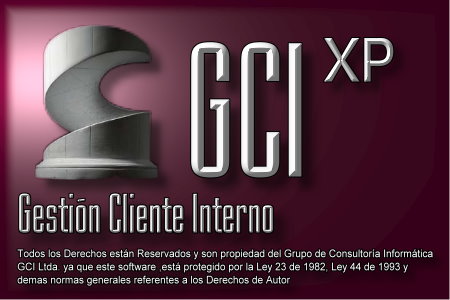 GCI XP
Gestión Cliente Interno
Todos los Derechos están Reservados y son propiedad del Grupo de Consultoría Informática
GCI Ltda. ya que este software ,está protegido por la Ley 23 de 1982, Ley 44 de 1993 y
demas normas generales referentes a los Derechos de Autor